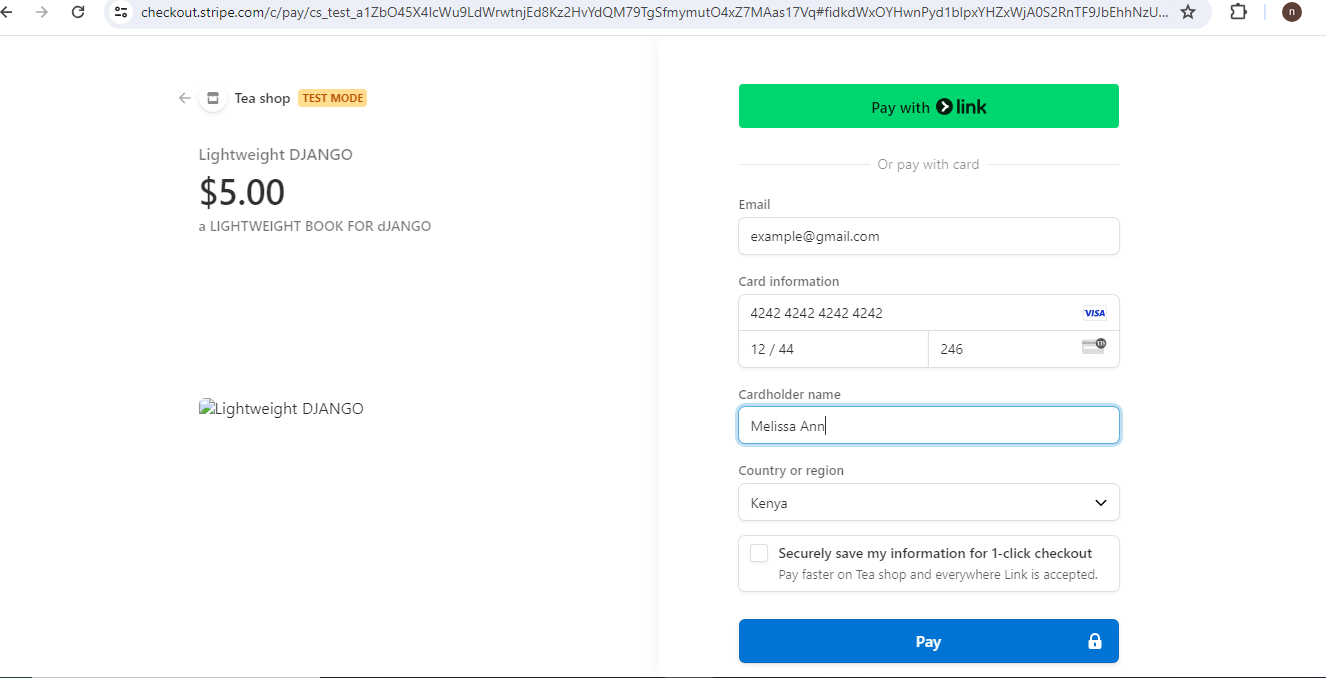 checkout.stripe.com/c/pay/cs_test_a1ZbO45X4IcWu9LdWrwtnjEd8Kz2HvYdQM79TgSfmymutO4xZ7MAas17Vq#fidkdWxOYHwnPyd1blpxYHZxWjA0S2RnTF9JbEhhNzU...
n
Tea shop TEST MODE
Lightweight DJANGO
$5.00
a LIGHTWEIGHT BOOK FOR dJANGO
Lightweight DJANGO
Pay with link
Or pay with card
Email
example@gmail.com
Card information
4242 4242 4242 4242 VISA
12 / 44 246 135
Cardholder name
Melissa Ann
Country or region
Kenya
Securely save my information for 1-click checkout
Pay faster on Tea shop and everywhere Link is accepted.
Pay